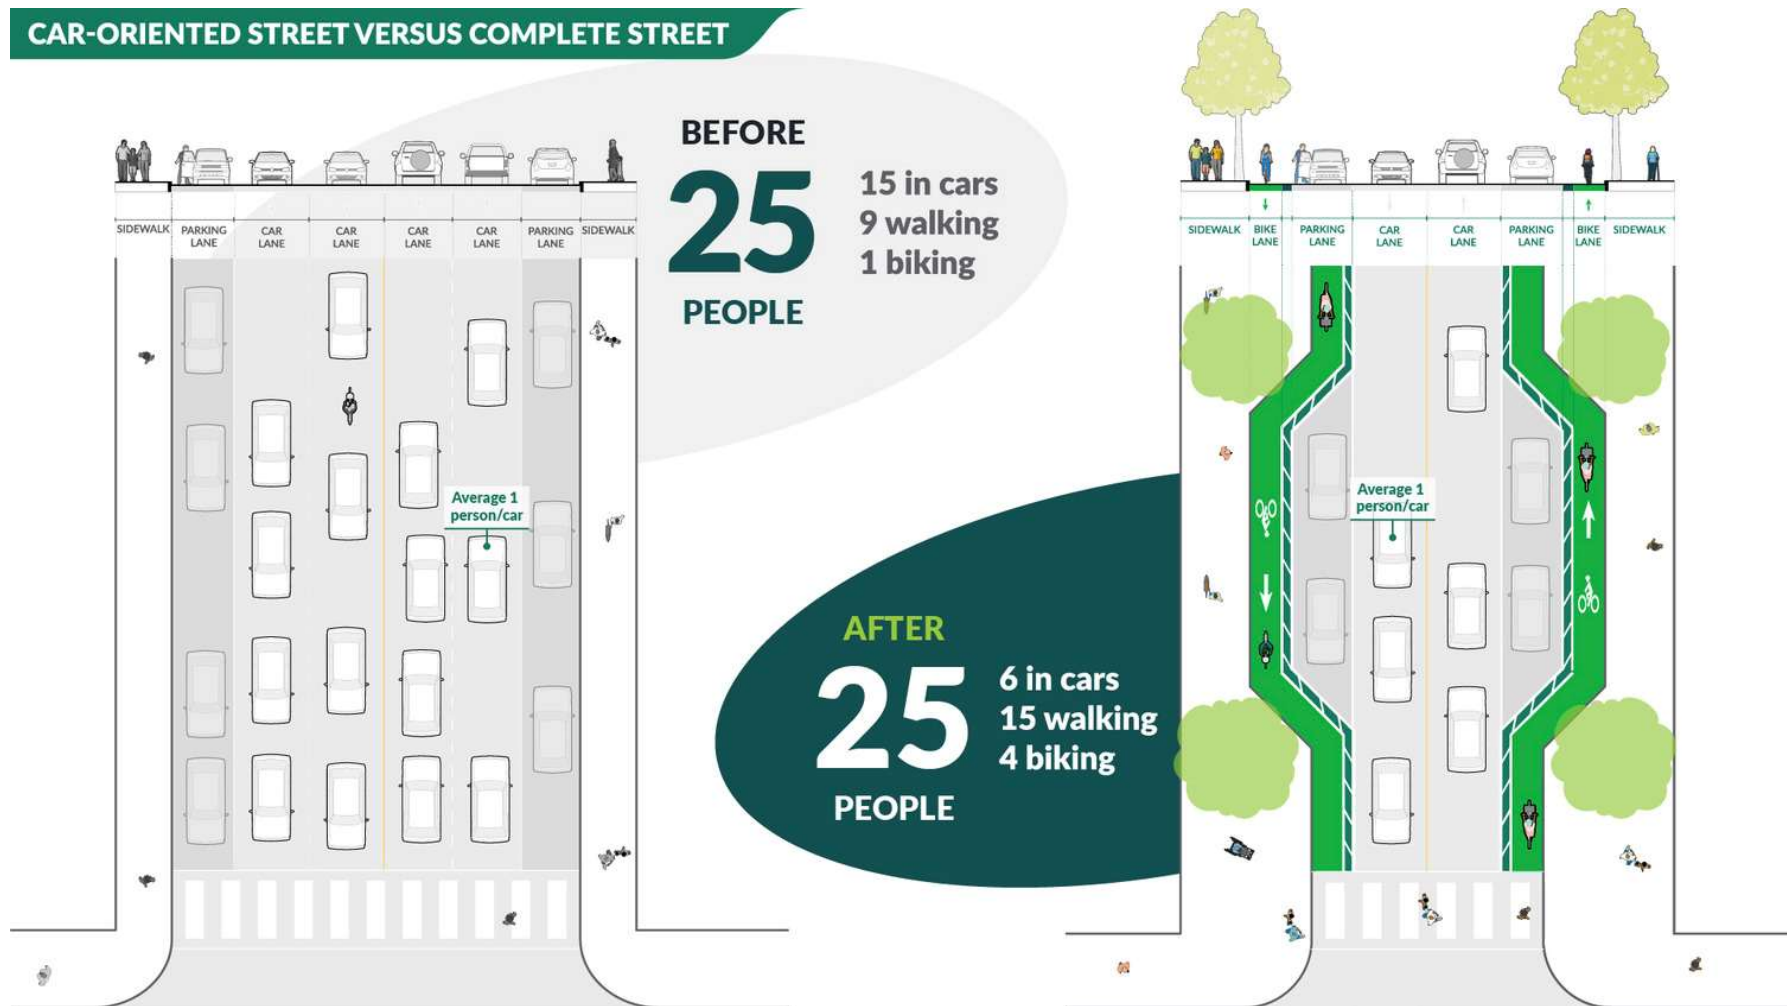 CAR-ORIENTED STREET VERSUS COMPLETE STREET
BEFORE
25
PEOPLE
15 in cars
9 walking
1 biking
SIDEWALK
PARKING
LANE
CAR
LANE
CAR
LANE
CAR
LANE
CAR
LANE
PARKING
LANE
SIDEWALK
Average 1
person/car
AFTER
25
PEOPLE
6 in cars
15 walking
4 biking
SIDEWALK
BIKE
LANE
PARKING
LANE
CAR
LANE
CAR
LANE
PARKING
LANE
BIKE
LANE
SIDEWALK
Average 1
person/car